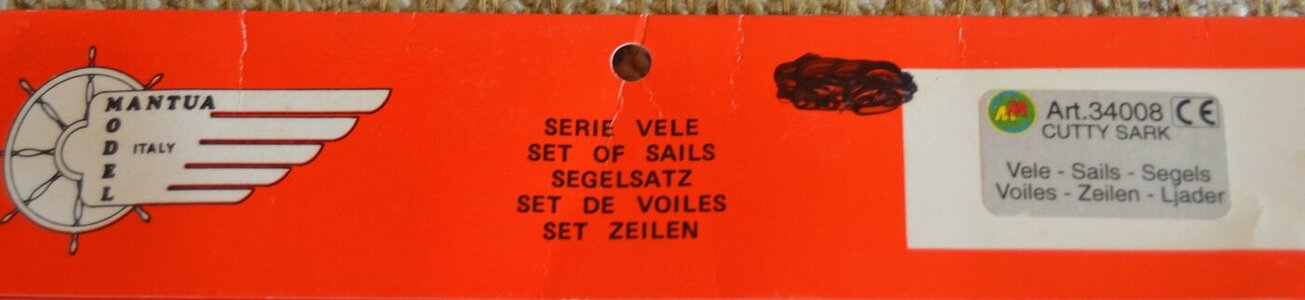 MANTUA
MODEL
ITALY
SERIE VELE
SET OF SAILS
SEGELSATZ
SET DE VOILES
SET ZEILEN
AM Art.34008 CE
CUTTY SARK
Vele - Sails - Segels
Voiles - Zeilen - Ljader